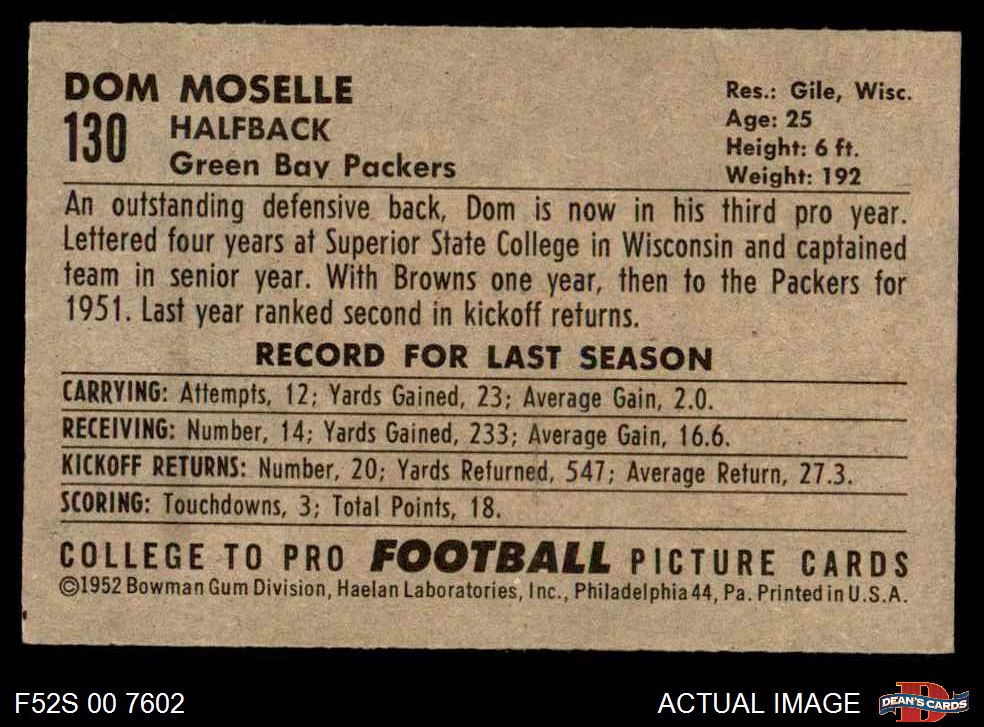 DOM MOSELLE
130
HALFBACK
Green Bay Packers
Res.: Gile, Wisc.
Age: 25
Height: 6 ft.
Weight: 192
An outstanding defensive back, Dom is now in his third pro year.
Lettered four years at Superior State College in Wisconsin and captained
team in senior year. With Browns one year, then to the Packers for
1951. Last year ranked second in kickoff returns.
RECORD FOR LAST SEASON
CARRYING: Attempts, 12; Yards Gained, 23; Average Gain, 2.0.
RECEIVING: Number, 14; Yards Gained, 233; Average Gain, 16.6.
KICKOFF RETURNS: Number, 20; Yards Returned, 547; Average Return, 27.3.
SCORING: Touchdowns, 3; Total Points, 18.
COLLEGE TO PRO FOOTBALL PICTURE CARDS
©1952 Bowman Gum Division, Haelan Laboratories, Inc., Philadelphia 44, Pa. Printed in U.S.A.
F52S 00 7602
ACTUAL IMAGE
D
DEAN'S CARDS